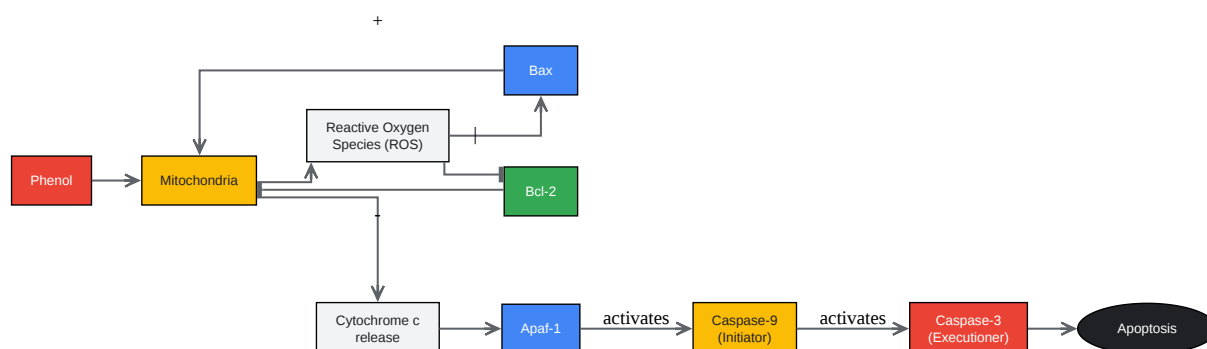 +
Bax
Reactive Oxygen
Species (ROS)
+
Phenol
Mitochondria
Bcl-2
-
Cytochrome c
release
Apaf-1
activates
Caspase-9
(Initiator)
activates
Caspase-3
(Executioner)
Apoptosis